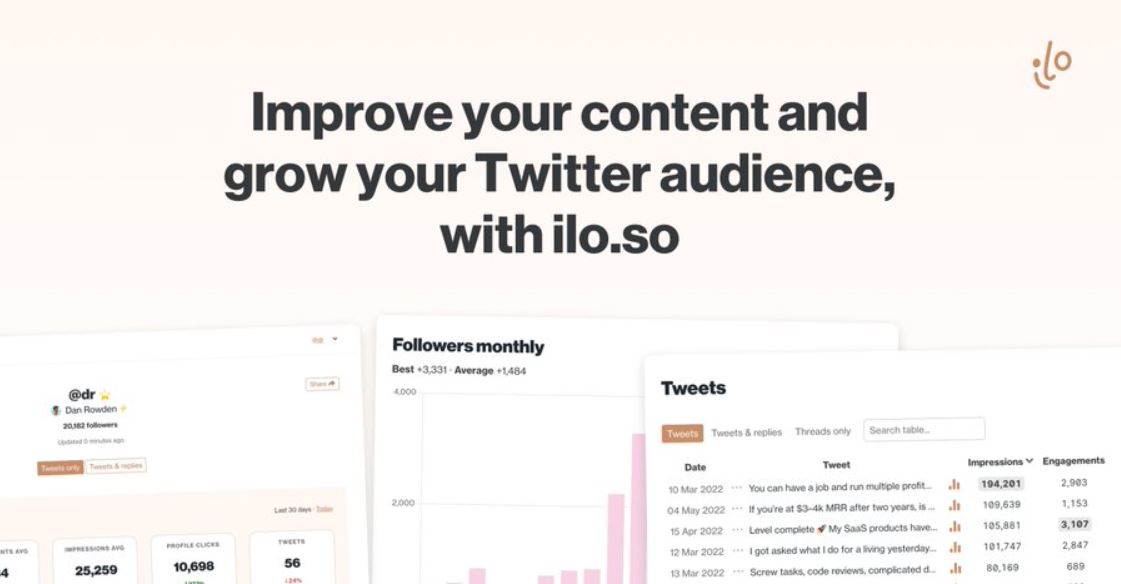 ilo
Improve your content and
grow your Twitter audience,
with ilo.so
Share
@dr
Dan Rowden
20,182 followers
Updated 0 minutes ago
Tweets only Tweets & replies
Last 30 days · Today
NTS AVG
4
IMPRESSIONS AVG
25,259
PROFILE CLICKS
10,698
TWEETS
56
↓24%
Followers monthly
Best +3,331 · Average +1,484
4,000
2,000
Tweets
Tweets Tweets & replies Threads only Search table...
Date Tweet Impressions Engagements
10 Mar 2022 ··· You can have a job and run multiple profit... 194,201 2,903
04 May 2022 ··· If you're at $3–4k MRR after two years, is ... 109,639 1,153
15 Apr 2022 ··· Level complete 🚀 My SaaS products have... 105,881 3,107
12 Mar 2022 ··· I got asked what I do for a living yesterday... 101,747 2,847
13 Mar 2022 ··· Screw tasks, code reviews, complicated d... 80,169 689